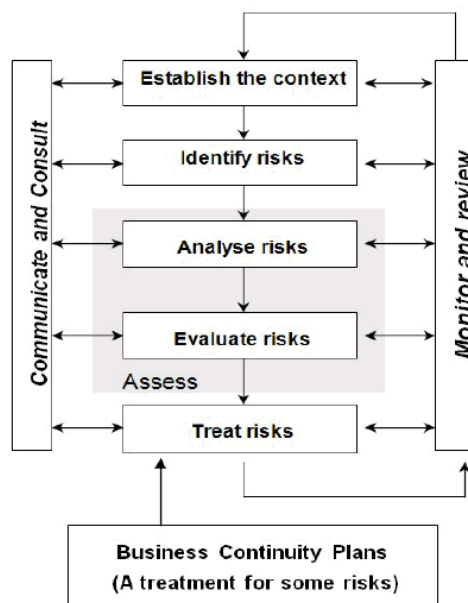 Establish the context
Identify risks
Analyse risks
Evaluate risks
Assess
Treat risks
Communicate and Consult
Monitor and review
Business Continuity Plans
(A treatment for some risks)